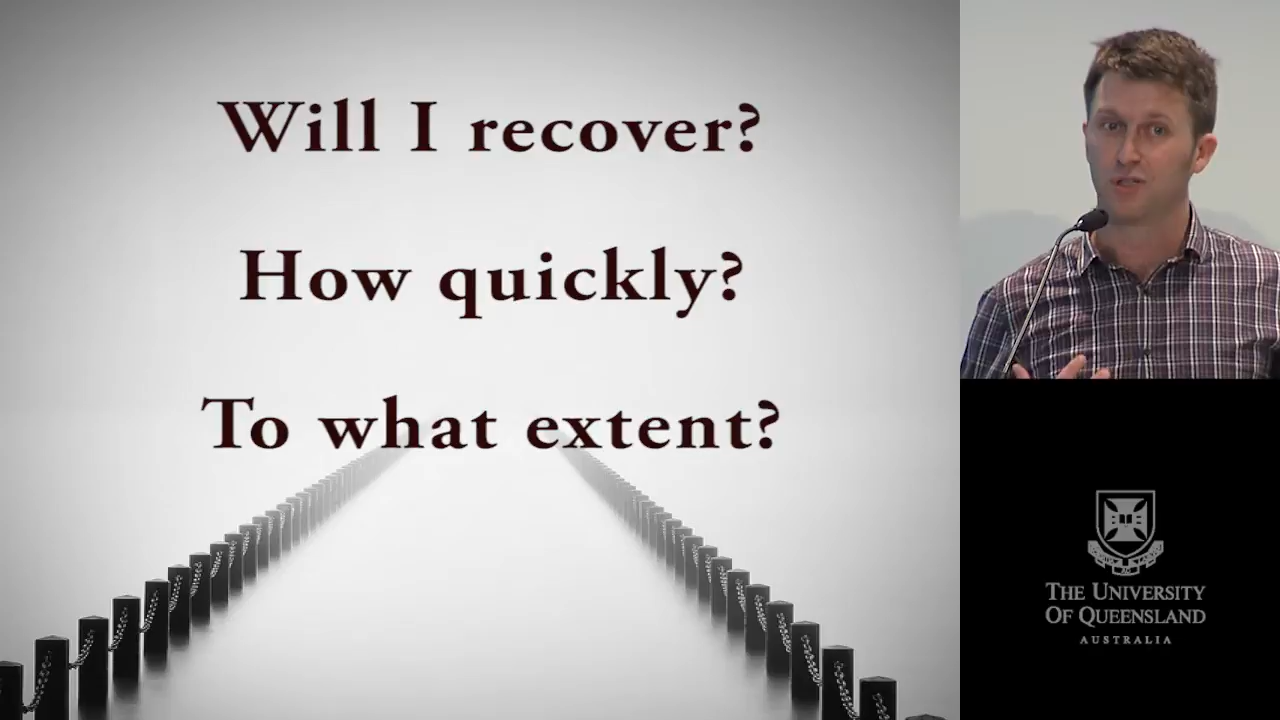 Will I recover?
How quickly?
To what extent?
THE UNIVERSITY
OF QUEENSLAND
AUSTRALIA